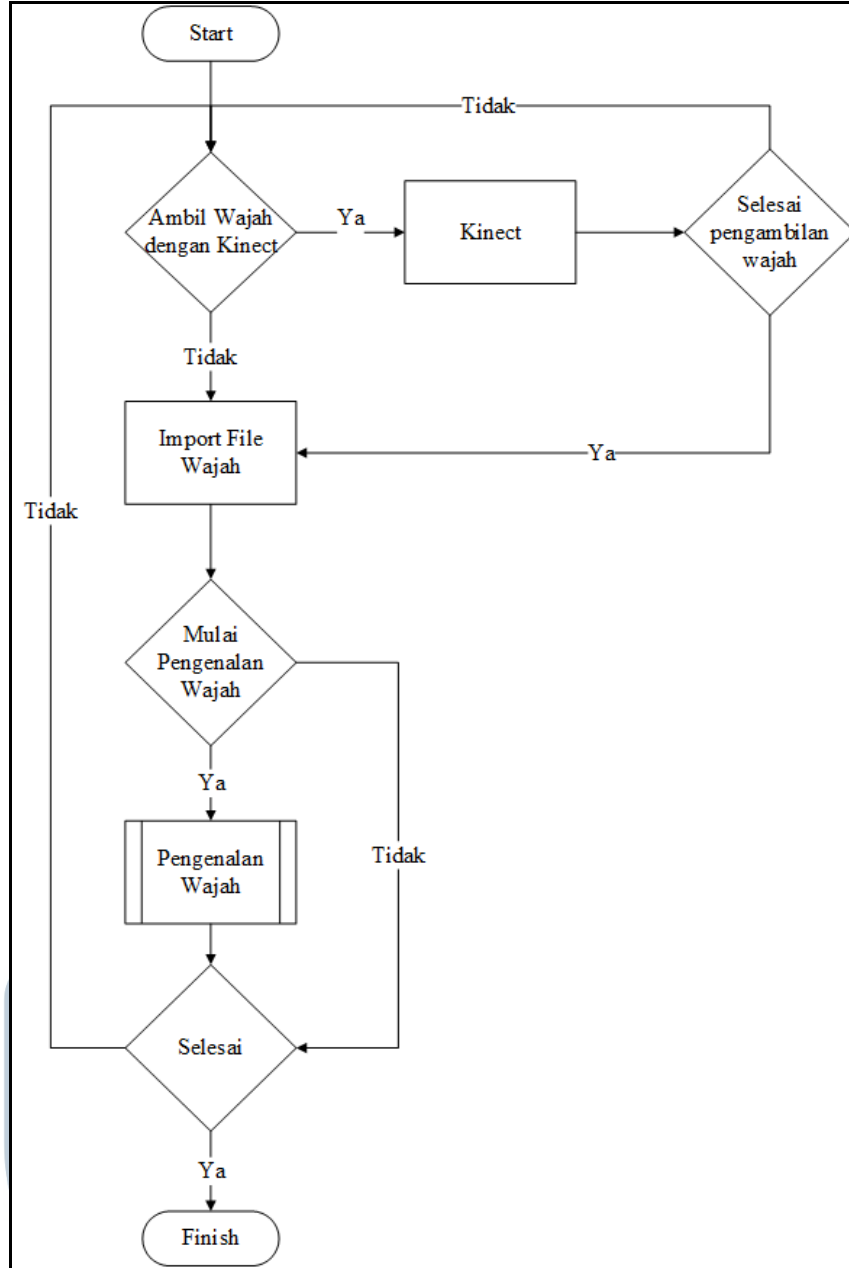 Start
Tidak
Ambil Wajah
dengan Kinect
Ya
Kinect
Selesai
pengambilan
wajah
Tidak
Import File
Wajah
Ya
Tidak
Mulai
Pengenalan
Wajah
Ya
Pengenalan
Wajah
Tidak
Selesai
Ya
Finish